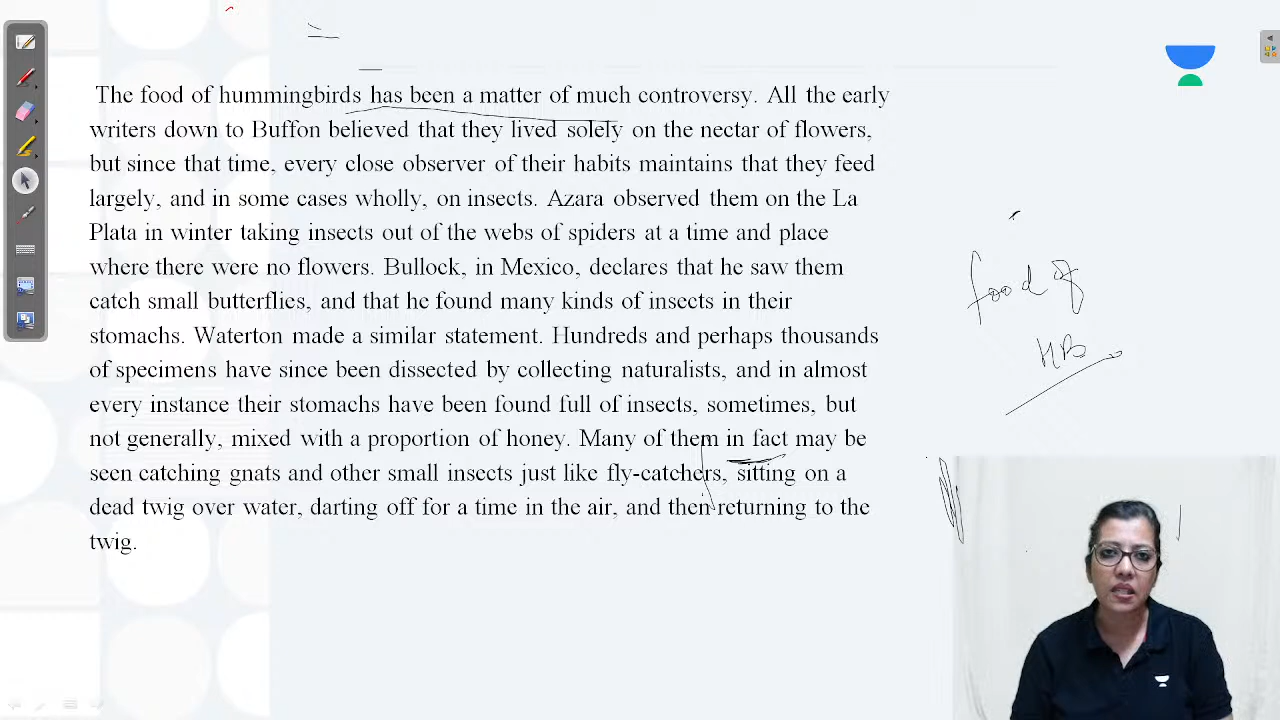 The food of hummingbirds has been a matter of much controversy. All the early
writers down to Buffon believed that they lived solely on the nectar of flowers,
but since that time, every close observer of their habits maintains that they feed
largely, and in some cases wholly, on insects. Azara observed them on the La
Plata in winter taking insects out of the webs of spiders at a time and place
where there were no flowers. Bullock, in Mexico, declares that he saw them
catch small butterflies, and that he found many kinds of insects in their
stomachs. Waterton made a similar statement. Hundreds and perhaps thousands
of specimens have since been dissected by collecting naturalists, and in almost
every instance their stomachs have been found full of insects, sometimes, but
not generally, mixed with a proportion of honey. Many of them in fact may be
seen catching gnats and other small insects just like fly-catchers, sitting on a
dead twig over water, darting off for a time in the air, and then returning to the
twig.
food of
HB